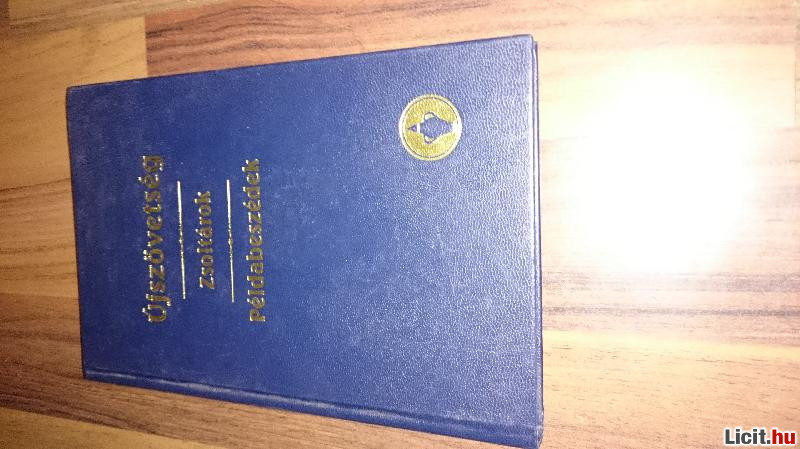 Újszövetség
Zsoltárok
Példabeszédek
Licit.hu